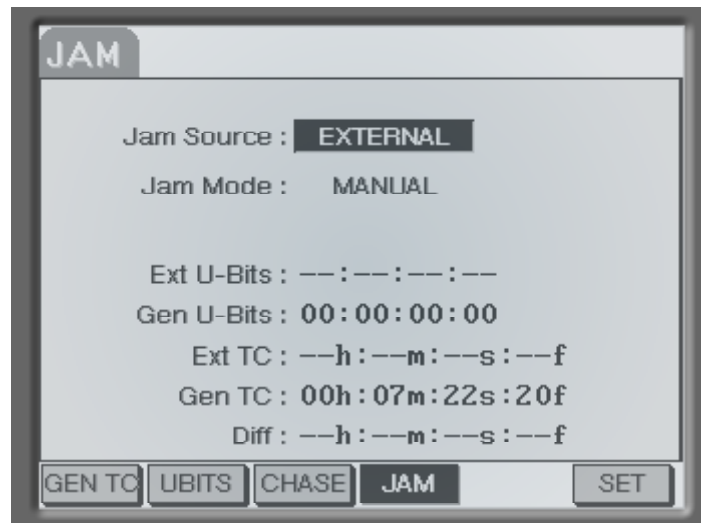 JAM
Jam Source : EXTERNAL
Jam Mode : MANUAL
Ext U-Bits : --:--:--:--
Gen U-Bits : 00:00:00:00
Ext TC : --h:--m:--s:--f
Gen TC : 00h:07m:22s:20f
Diff : --h:--m:--s:--f
GEN TC UBITS CHASE JAM SET